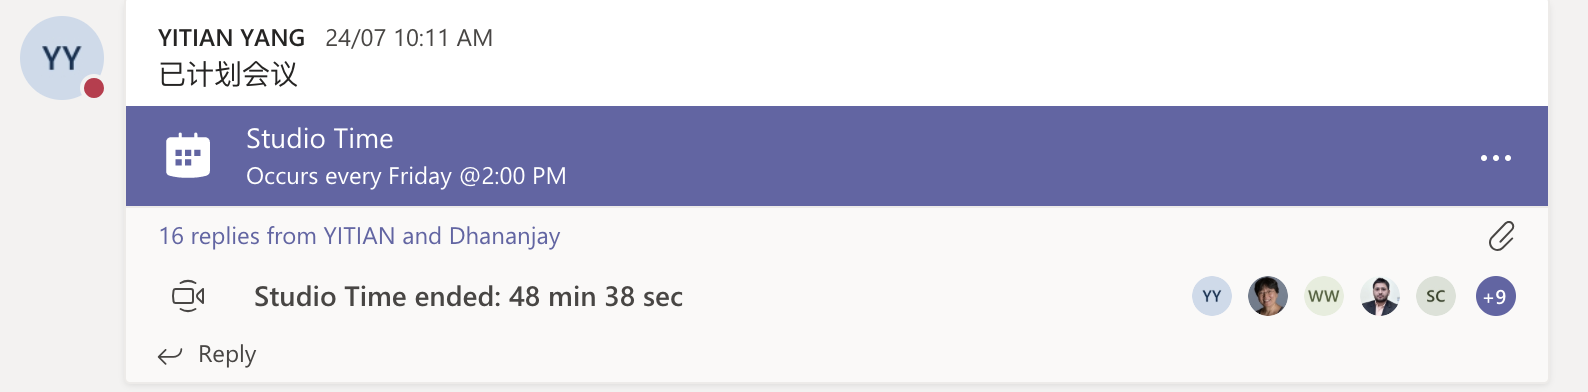 YY
YITIAN YANG 24/07 10:11 AM
已计划会议
Studio Time
Occurs every Friday @2:00 PM
16 replies from YITIAN and Dhananjay
Studio Time ended: 48 min 38 sec
YY WW SC +9
Reply